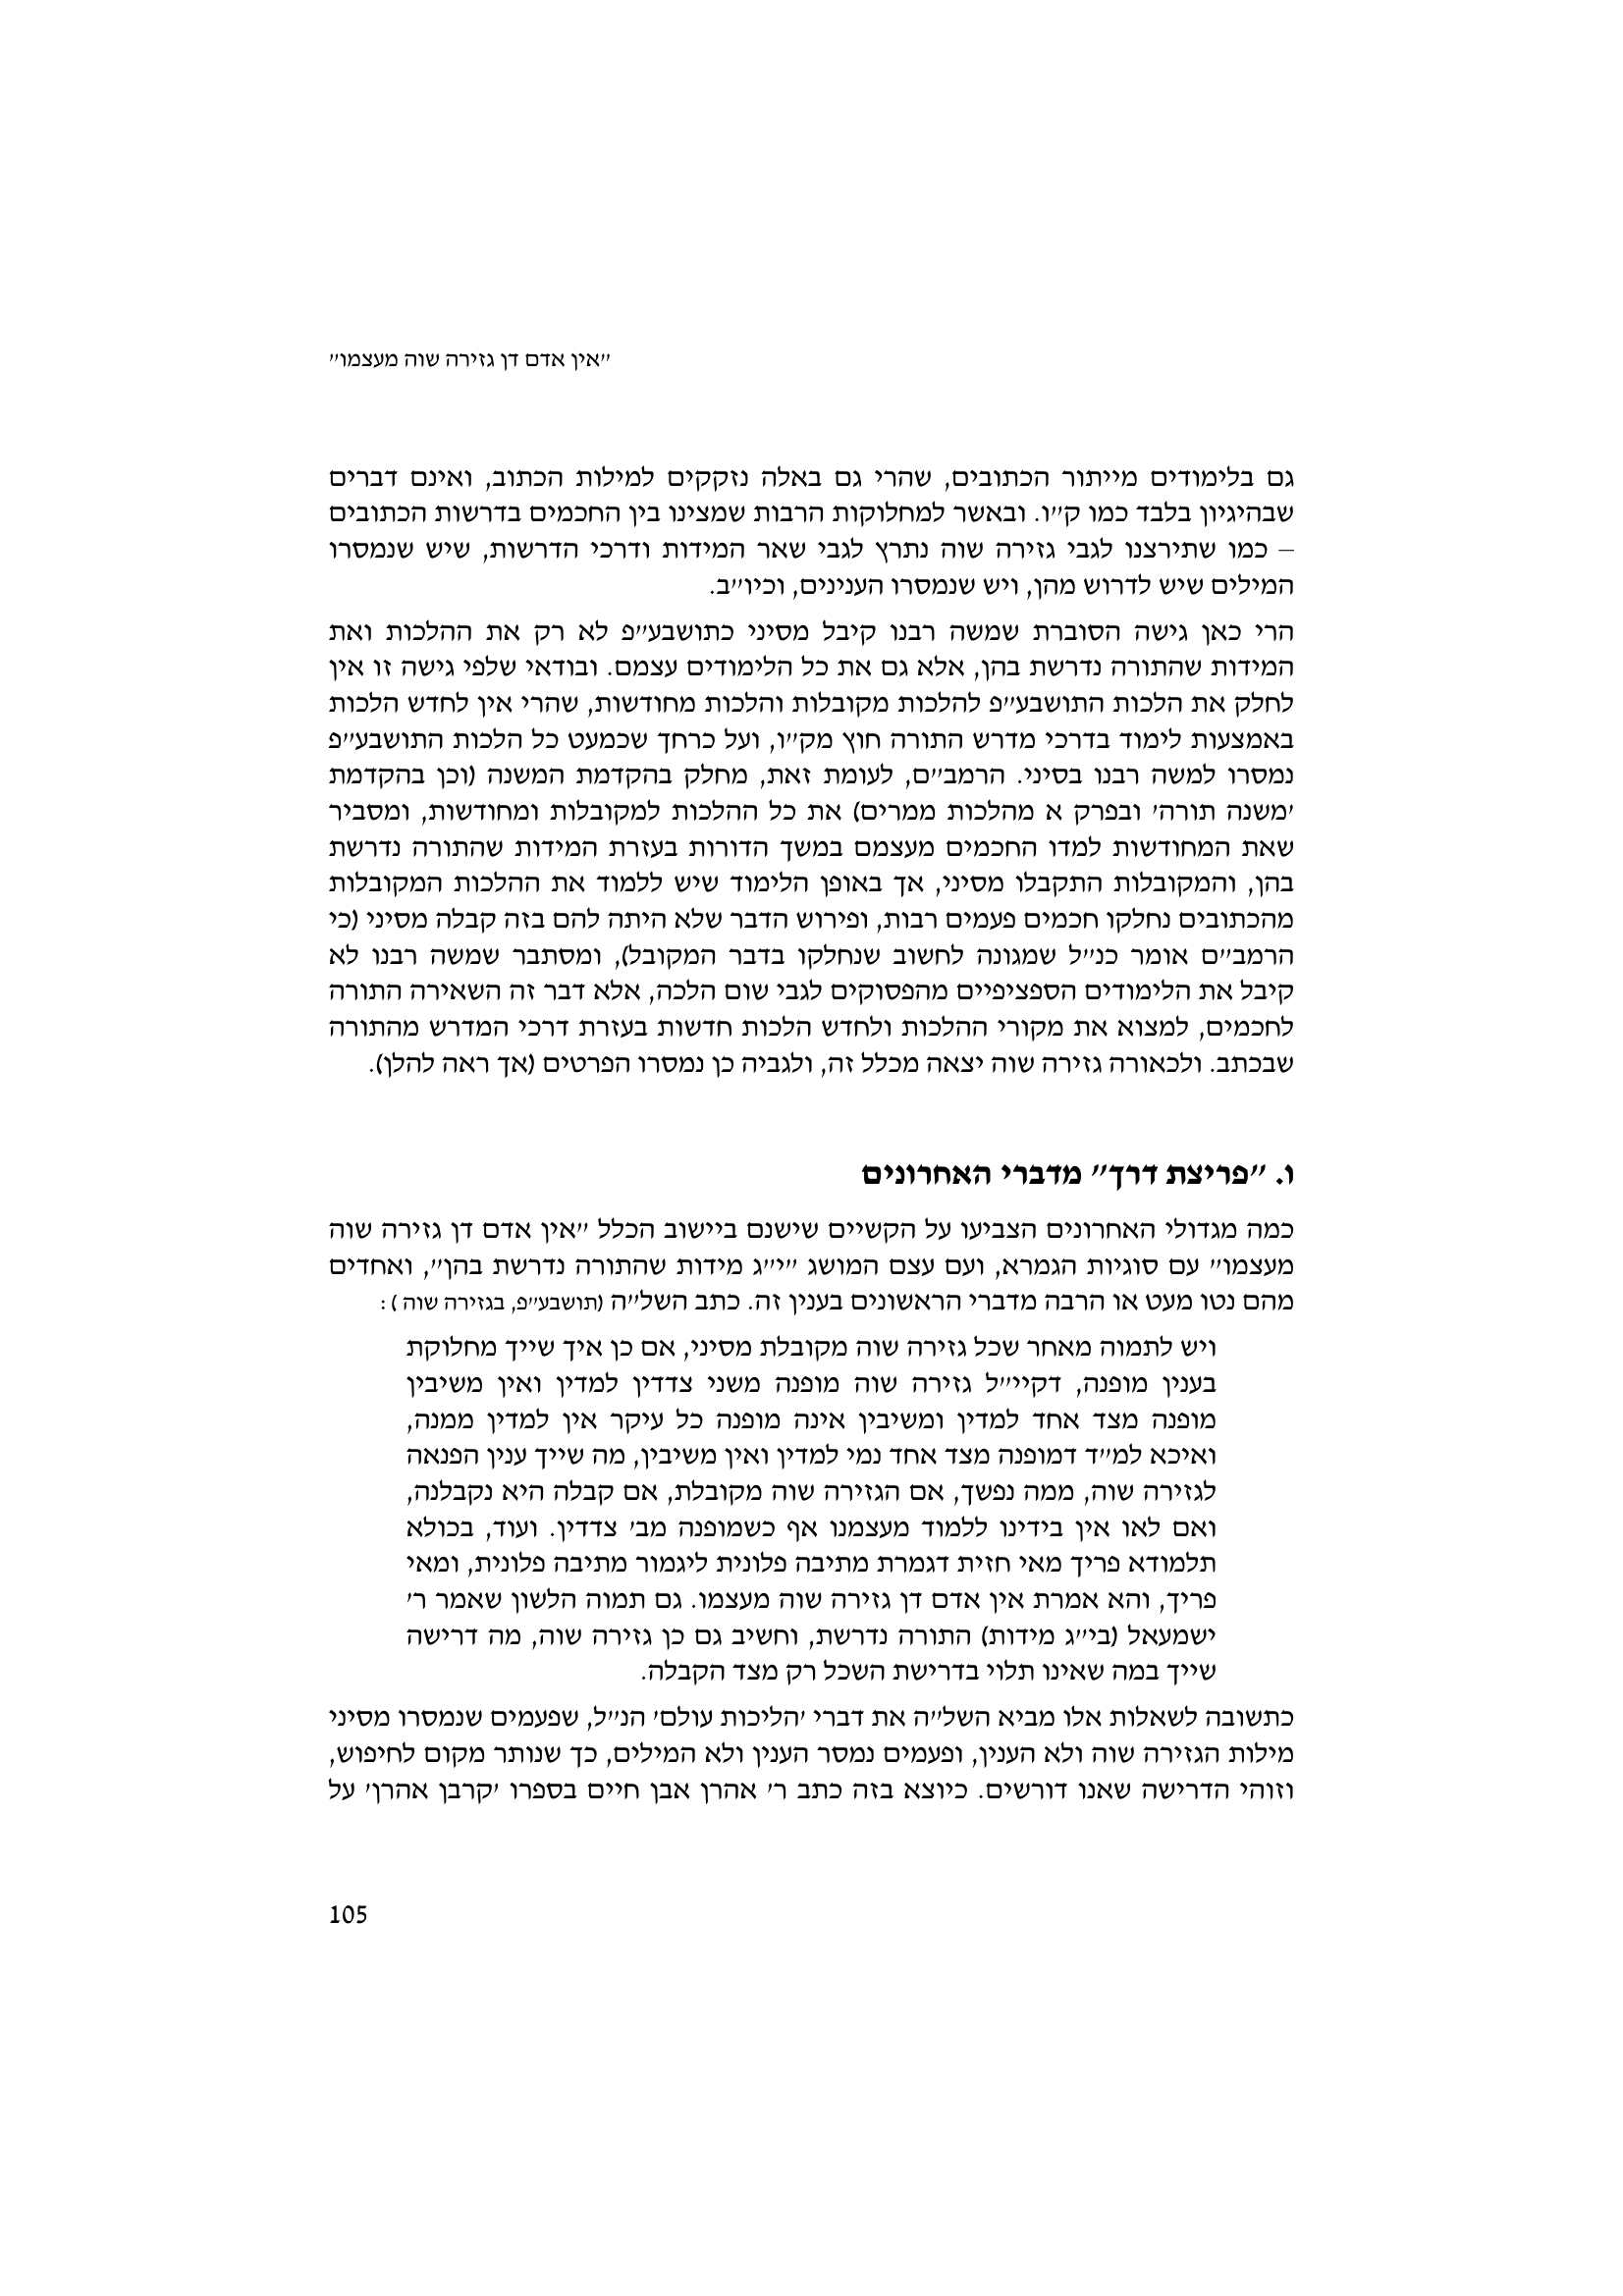 "אין אדם דן גזירה שוה מעצמו"
גם בלימודים מייתור הכתובים, שהרי גם באלה נזקקים למילות הכתוב, ואינם דברים
שבהיגיון בלבד כמו ק"ו. ובאשר למחלוקות הרבות שמצינו בין החכמים בדרשות הכתובים
– כמו שתירצנו לגבי גזירה שוה נתרץ לגבי שאר המידות ודרכי הדרשות, שיש שנמסרו
המילים שיש לדרוש מהן, ויש שנמסרו הענינים, וכיו"ב.
הרי כאן גישה הסוברת שמשה רבנו קיבל מסיני כתושבע"פ לא רק את ההלכות ואת
המידות שהתורה נדרשת בהן, אלא גם את כל הלימודים עצמם. ובודאי שלפי גישה זו אין
לחלק את הלכות התושבע"פ להלכות מקובלות והלכות מחודשות, שהרי אין לחדש הלכות
באמצעות לימוד בדרכי מדרש התורה חוץ מק"ו, ועל כרחך שכמעט כל הלכות התושבע"פ
נמסרו למשה רבנו בסיני. הרמב"ם, לעומת זאת, מחלק בהקדמת המשנה (וכן בהקדמת
'משנה תורה' ובפרק א מהלכות ממרים) את כל ההלכות למקובלות ומחודשות, ומסביר
שאת המחודשות למדו החכמים מעצמם במשך הדורות בעזרת המידות שהתורה נדרשת
בהן, והמקובלות התקבלו מסיני, אך באופן הלימוד שיש ללמוד את ההלכות המקובלות
מהכתובים נחלקו חכמים פעמים רבות, ופירוש הדבר שלא היתה להם בזה קבלה מסיני (כי
הרמב"ם אומר כנ"ל שמגונה לחשוב שנחלקו בדבר המקובל), ומסתבר שמשה רבנו לא
קיבל את הלימודים הספציפיים מהפסוקים לגבי שום הלכה, אלא דבר זה השאירה התורה
לחכמים, למצוא את מקורי ההלכות ולחדש הלכות חדשות בעזרת דרכי המדרש מהתורה
שבכתב. ולכאורה גזירה שוה יצאה מכלל זה, ולגביה כן נמסרו הפרטים (אך ראה להלן).
ו. "פריצת דרך" מדברי האחרונים
כמה מגדולי האחרונים הצביעו על הקשיים שישנם ביישוב הכלל "אין אדם דן גזירה שוה
מעצמו" עם סוגיות הגמרא, ועם עצם המושג "י"ג מידות שהתורה נדרשת בהן", ואחדים
מהם נטו מעט או הרבה מדברי הראשונים בענין זה. כתב השל"ה (תושבע"פ, בגזירה שוה ) :
ויש לתמוה מאחר שכל גזירה שוה מקובלת מסיני, אם כן איך שייך מחלוקת
בענין מופנה, דקיי"ל גזירה שוה מופנה משני צדדין למדין ואין משיבין
מופנה מצד אחד למדין ומשיבין אינה מופנה כל עיקר אין למדין ממנה,
ואיכא למ"ד דמופנה מצד אחד נמי למדין ואין משיבין, מה שייך ענין הפנאה
לגזירה שוה, ממה נפשך, אם הגזירה שוה מקובלת, אם קבלה היא נקבלנה,
ואם לאו אין בידינו ללמוד מעצמנו אף כשמופנה מב' צדדין. ועוד, בכולא
תלמודא פריך מאי חזית דגמרת מתיבה פלונית ליגמור מתיבה פלונית, ומאי
פריך, והא אמרת אין אדם דן גזירה שוה מעצמו. גם תמוה הלשון שאמר ר'
ישמעאל (בי"ג מידות) התורה נדרשת, וחשיב גם כן גזירה שוה, מה דרישה
שייך במה שאינו תלוי בדרישת השכל רק מצד הקבלה.
כתשובה לשאלות אלו מביא השל"ה את דברי 'הליכות עולם' הנ"ל, שפעמים שנמסרו מסיני
מילות הגזירה שוה ולא הענין, ופעמים נמסר הענין ולא המילים, כך שנותר מקום לחיפוש,
וזוהי הדרישה שאנו דורשים. כיוצא בזה כתב ר' אהרן אבן חיים בספרו 'קרבן אהרן' על
105